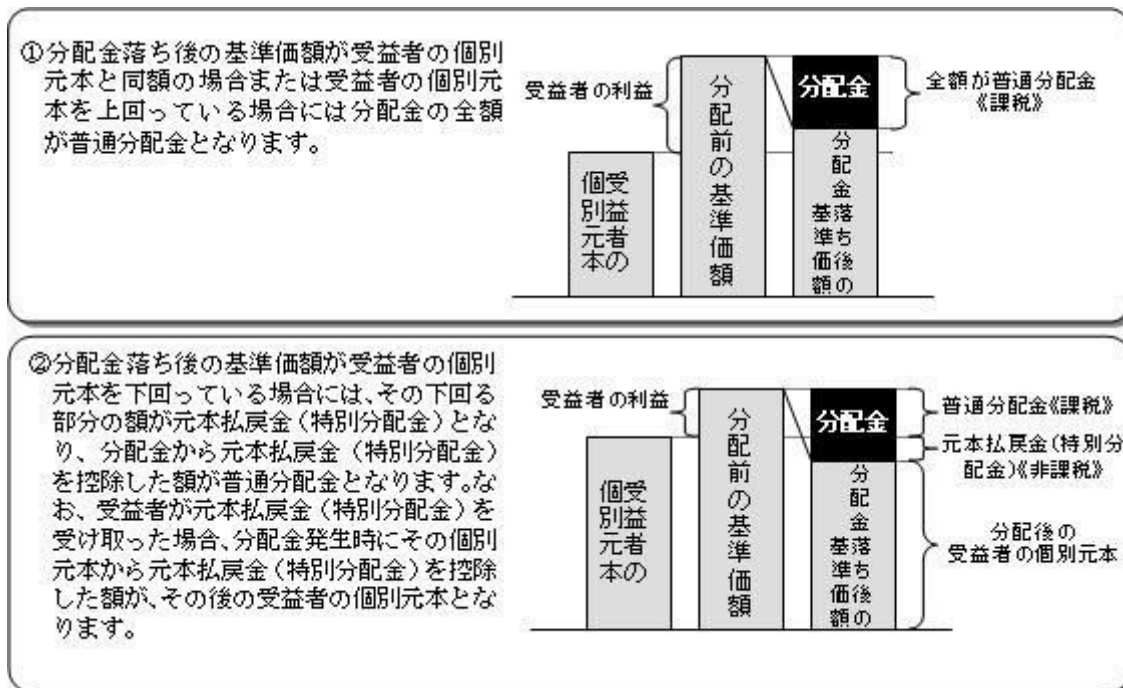 ①分配金落ち後の基準価額が受益者の個別
元本と同額の場合または受益者の個別元
本を上回っている場合には分配金の全額
が普通分配金となります。
受益者の利益
個別元本
受益者の
分配前の基準価額
分配金
分配金落ち後の
基準価額
全額が普通分配金
《課税》
②分配金落ち後の基準価額が受益者の個別
元本を下回っている場合には、その下回る
部分の額が元本払戻金（特別分配金）とな
り、分配金から元本払戻金（特別分配金）
を控除した額が普通分配金となります。な
お、受益者が元本払戻金（特別分配金）を
受け取った場合、分配金発生時にその個別
元本から元本払戻金（特別分配金）を控除
した額が、その後の受益者の個別元本とな
ります。
受益者の利益
受益者の
個別元本
分配前の基準価額
分配金
分配金落ち後の
基準価額
普通分配金《課税》
元本払戻金（特別分
配金）《非課税》
分配後の
受益者の個別元本